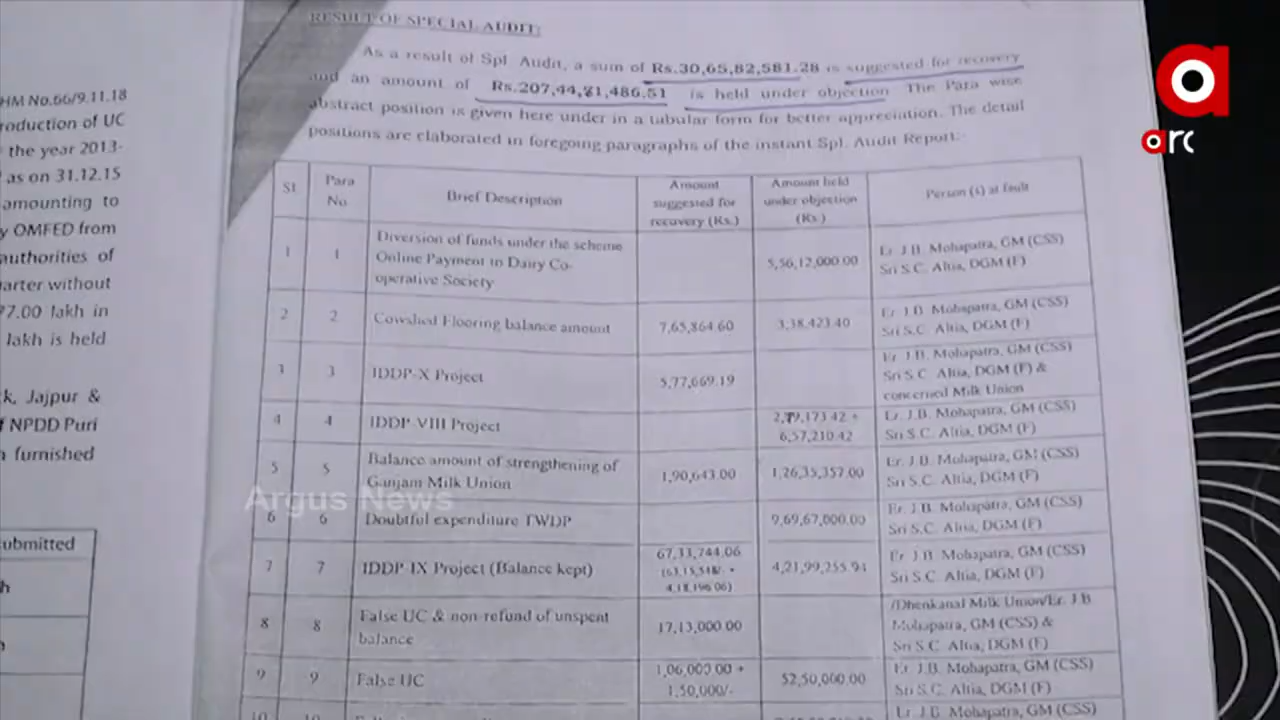 HM No.66/9.11.18
roduction of UC
the year 2013-
as on 31.12.15
amounting to
y OMFED from
authorities of
uarter without
77.00 lakh in
lakh is held
k, Jajpur &
f NPDD Puri
furnished
ubmitted
h
RESULT OF SPECIAL AUDIT:
As a result of Spl. Audit, a sum of Rs.30,65,82,581.28 is suggested for recovery
and an amount of Rs.207,44,81,486.51 is held under objection. The Para wise
abstract position is given here under in a tabular form for better appreciation. The detail
positions are elaborated in foregoing paragraphs of the instant Spl. Audit Report:-
Sl Para No. Brief Description Amount suggested for recovery (Rs.) Amount held under objection (Rs.) Person (s) at fault
1 1 Diversion of funds under the scheme Online Payment to Dairy Co-operative Society 5,56,12,000.00 Er. J.B. Mohapatra, GM (CSS) Sri S.C. Altia, DGM (F)
2 2 Cowshed Flooring balance amount 7,65,864.60 3,38,423.40 Er. J.B. Mohapatra, GM (CSS) Sri S.C. Altia, DGM (F)
3 3 IDDP-X Project 5,77,669.19 Er. J.B. Mohapatra, GM (CSS) Sri S.C. Altia, DGM (F) & concerned Milk Union
4 4 IDDP-VIII Project 6,57,210.42 Er. J.B. Mohapatra, GM (CSS) Sri S.C. Altia, DGM (F)
5 5 Balance amount of strengthening of Ganjam Milk Union 1,90,643.00 1,26,35,357.00 Er. J.B. Mohapatra, GM (CSS) Sri S.C. Altia, DGM (F)
6 6 Doubtful expenditure TWDP 9,69,67,000.00 Er. J.B. Mohapatra, GM (CSS) Sri S.C. Altia, DGM (F)
7 7 IDDP-IX Project (Balance kept) 67,33,744.06 (63,15,548/- + 4,18,196.06) 4,21,99,255.94 Er. J.B. Mohapatra, GM (CSS) Sri S.C. Altia, DGM (F)
8 8 False UC & non-refund of unspent balance 17,13,000.00 /Dhenkanal Milk Union/Er. J.B. Mohapatra, GM (CSS) & Sri S.C. Altia, DGM (F)
9 9 False UC 1,06,000.00 + 1,50,000/- 52,50,000.00 Er. J.B. Mohapatra, GM (CSS) Sri S.C. Altia, DGM (F)
10 10 Er. J.B. Mohapatra, GM (CSS)
Argus News
arc